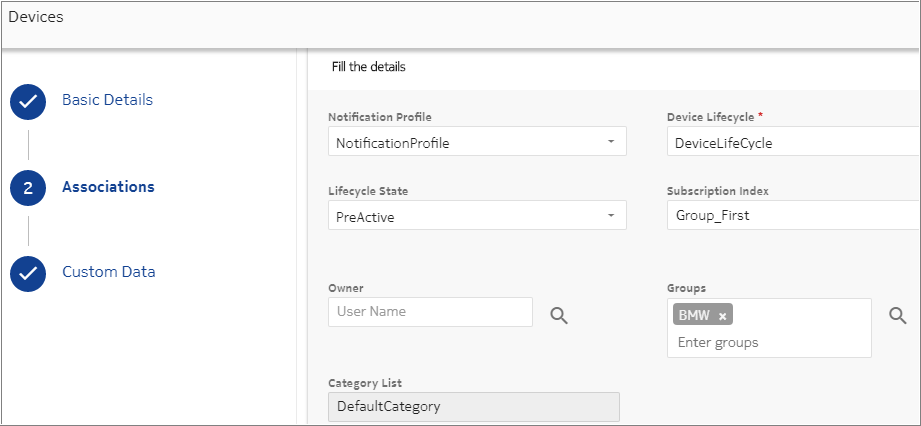 Devices
Fill the details
Basic Details
2 Associations
Custom Data
Notification Profile
NotificationProfile
Device Lifecycle *
DeviceLifeCycle
Lifecycle State
PreActive
Subscription Index
Group_First
Owner
User Name
Groups
BMW x
Enter groups
Category List
DefaultCategory